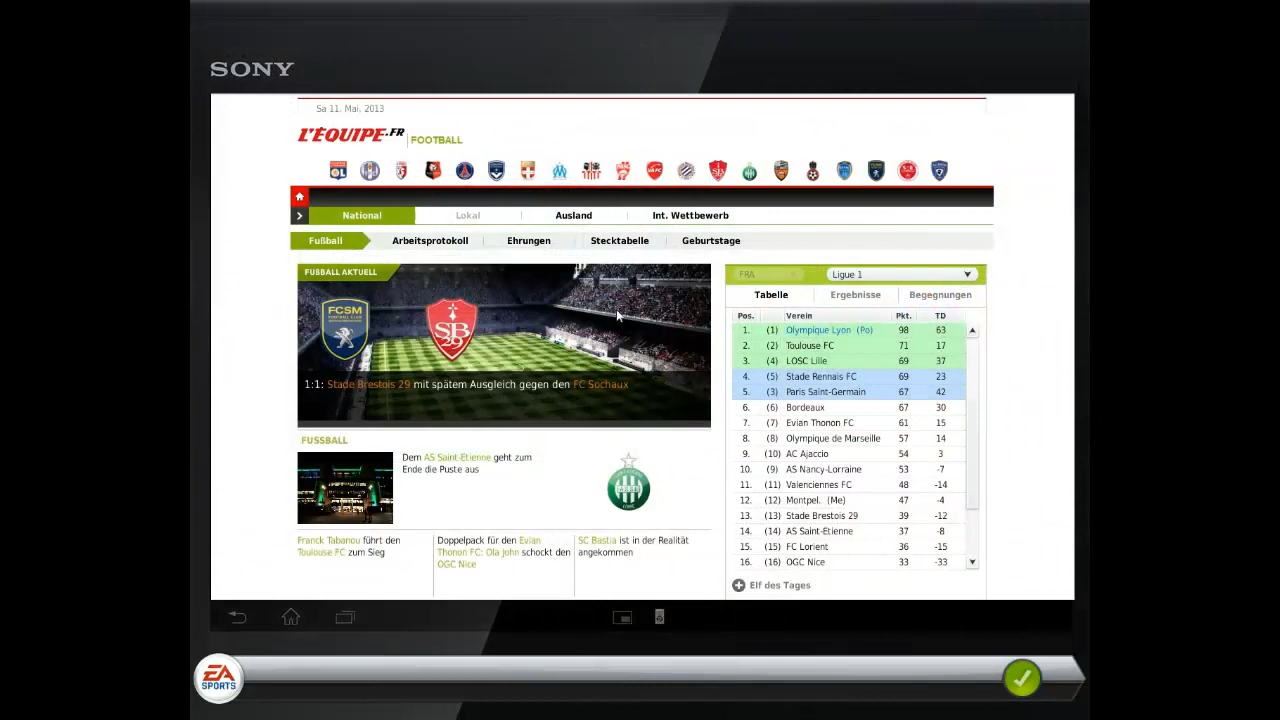 SONY
Sa 11. Mai. 2013
L'ÉQUIPE.FR FOOTBALL
National Lokal Ausland Int. Wettbewerb
Fußball Arbeitsprotokoll Ehrungen Stecktabelle Geburtstage
FUSSBALL AKTUELL
FCSM
SB
29
1:1: Stade Brestois 29 mit spätem Ausgleich gegen den FC Sochaux
FUSSBALL
Dem AS Saint-Etienne geht zum
Ende die Puste aus
Franck Tabanou führt den
Toulouse FC zum Sieg
Doppelpack für den Evian
Thonon FC: Ola John schockt den
OGC Nice
SC Bastia ist in der Realität
angekommen
FRA Ligue 1
Tabelle Ergebnisse Begegnungen
Pos. Verein Pkt. TD
1. (1) Olympique Lyon (Po) 98 63
2. (2) Toulouse FC 71 17
3. (4) LOSC Lille 69 37
4. (5) Stade Rennais FC 69 23
5. (3) Paris Saint-Germain 67 42
6. (6) Bordeaux 67 30
7. (7) Evian Thonon FC 61 15
8. (8) Olympique de Marseille 57 14
9. (10) AC Ajaccio 54 3
10. (9) AS Nancy-Lorraine 53 -7
11. (11) Valenciennes FC 48 -14
12. (12) Montpel. (Me) 47 -4
13. (13) Stade Brestois 29 39 -12
14. (14) AS Saint-Etienne 37 -8
15. (15) FC Lorient 36 -15
16. (16) OGC Nice 33 -33
Elf des Tages
EA
SPORTS